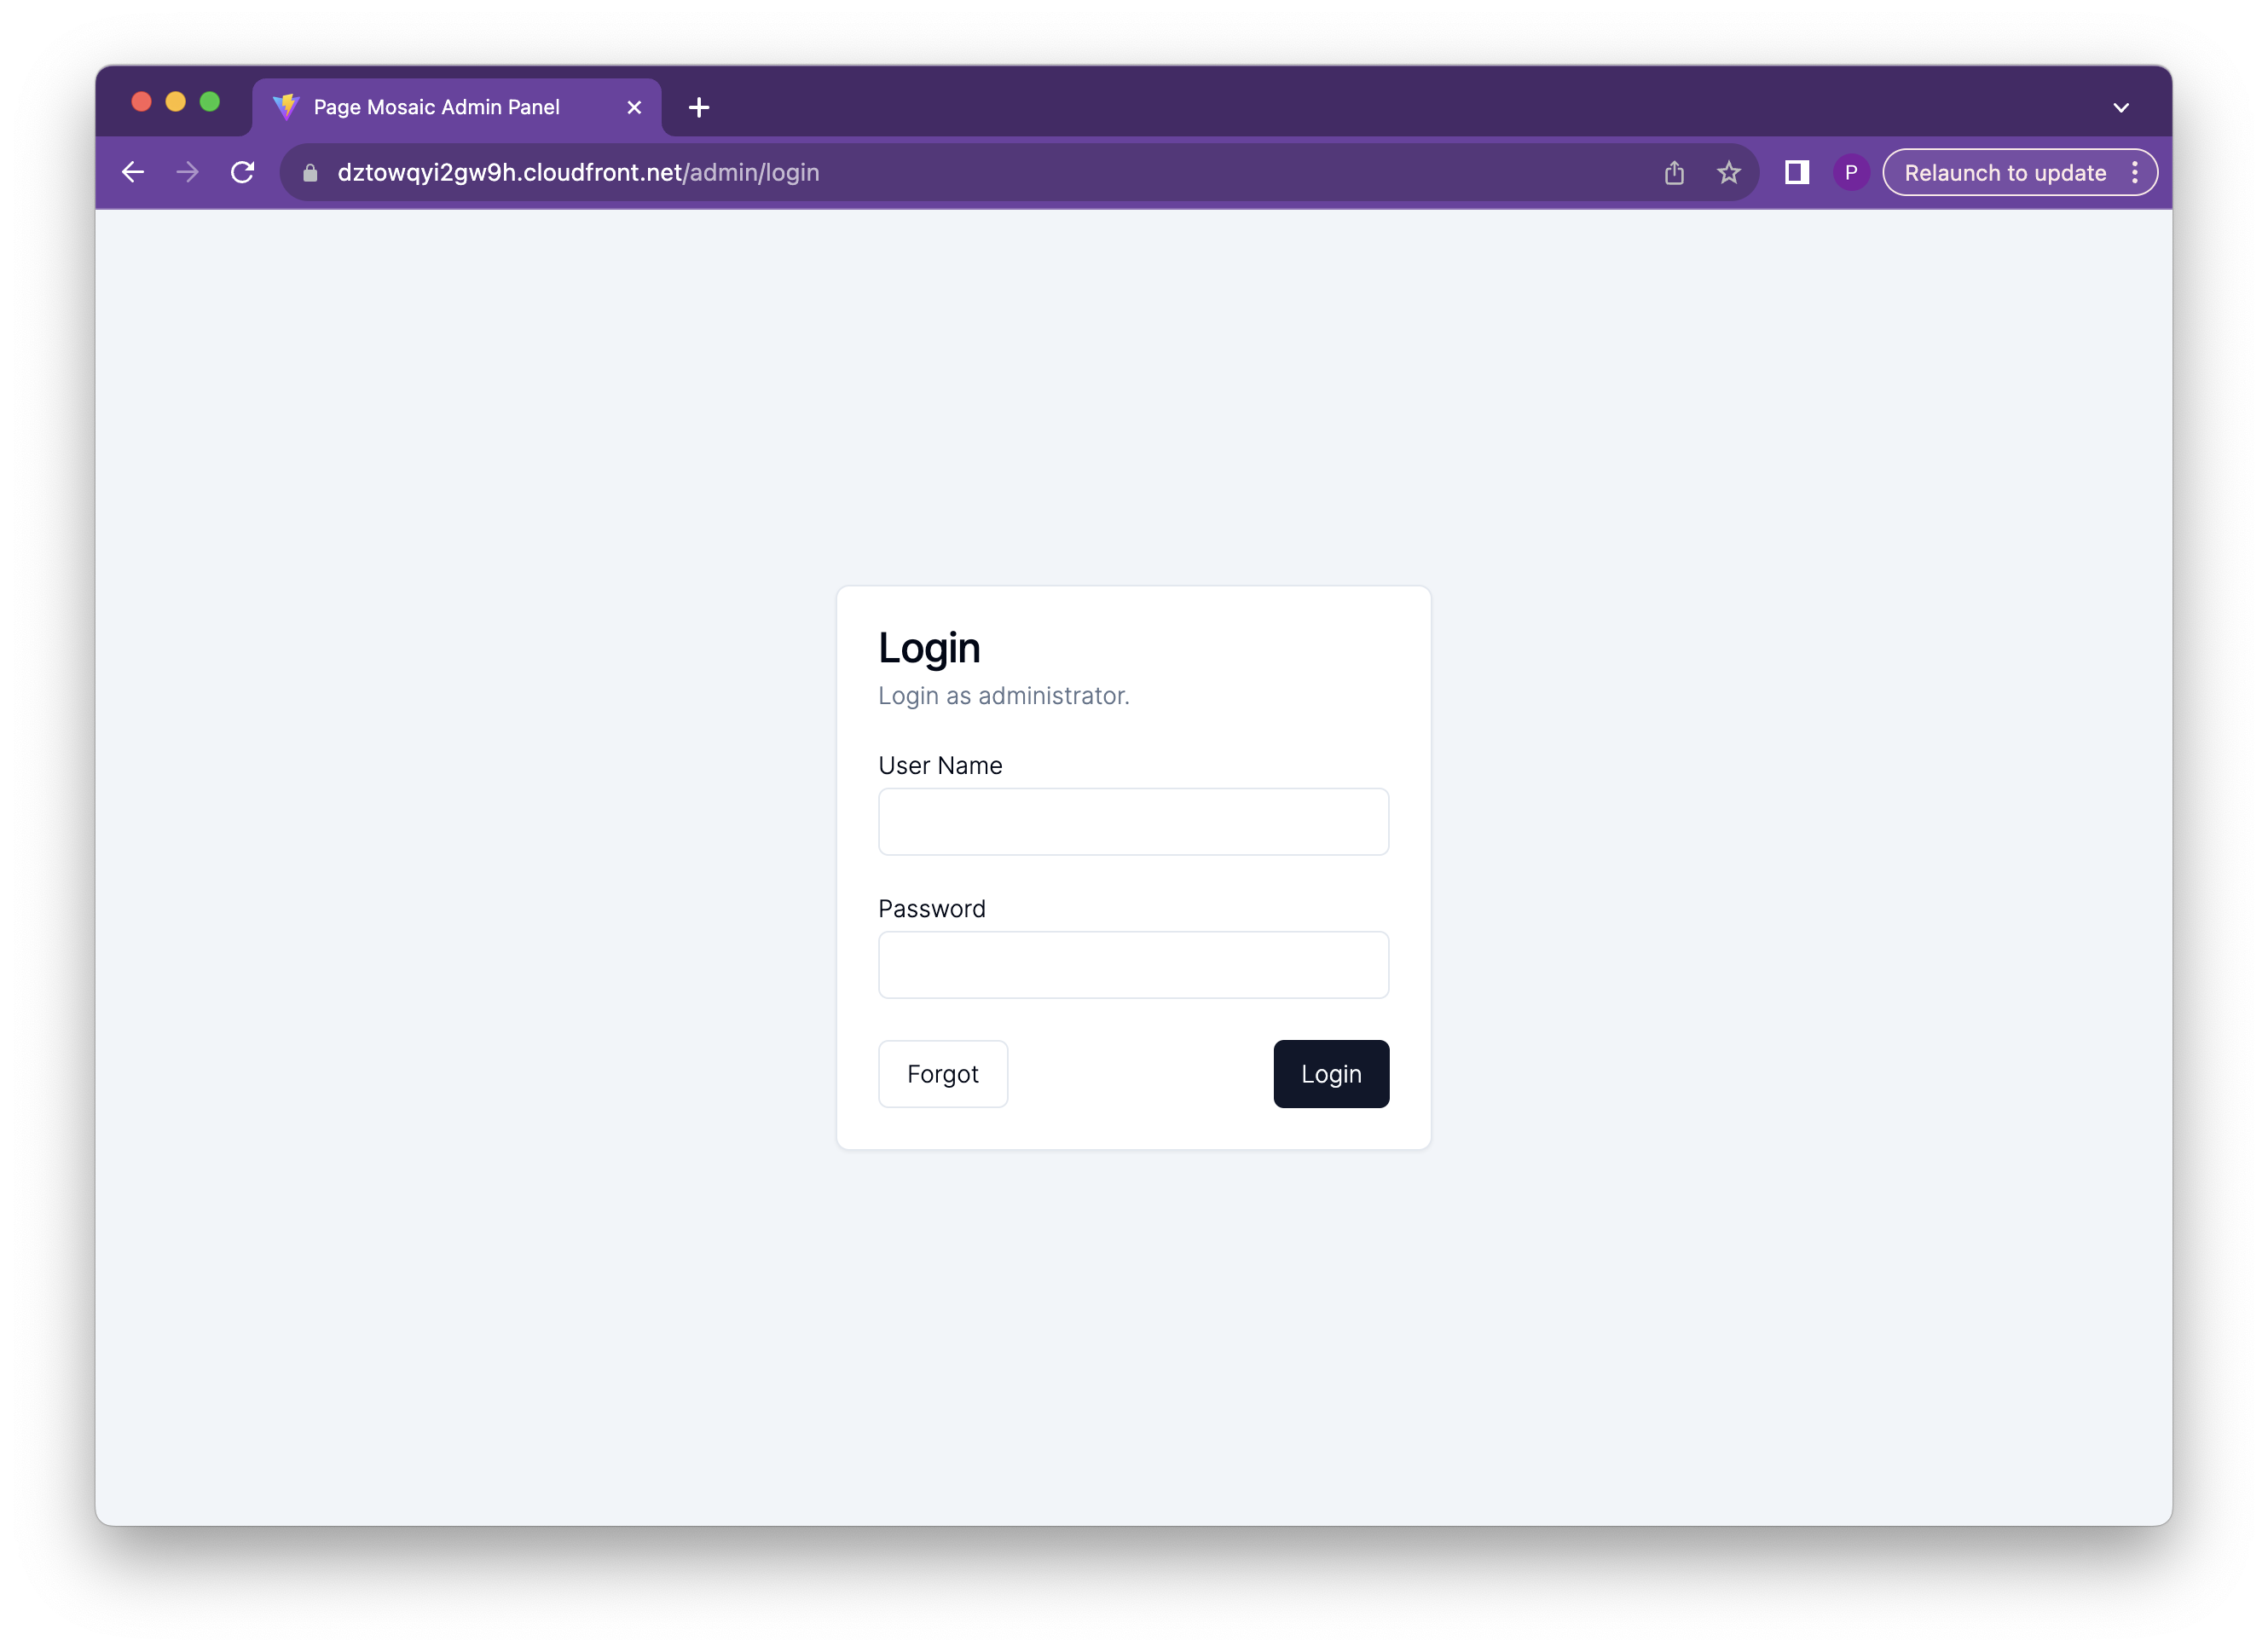 Page Mosaic Admin Panel
dztowqyi2gw9h.cloudfront.net/admin/login
P
Relaunch to update
Login
Login as administrator.
User Name
Password
Forgot
Login